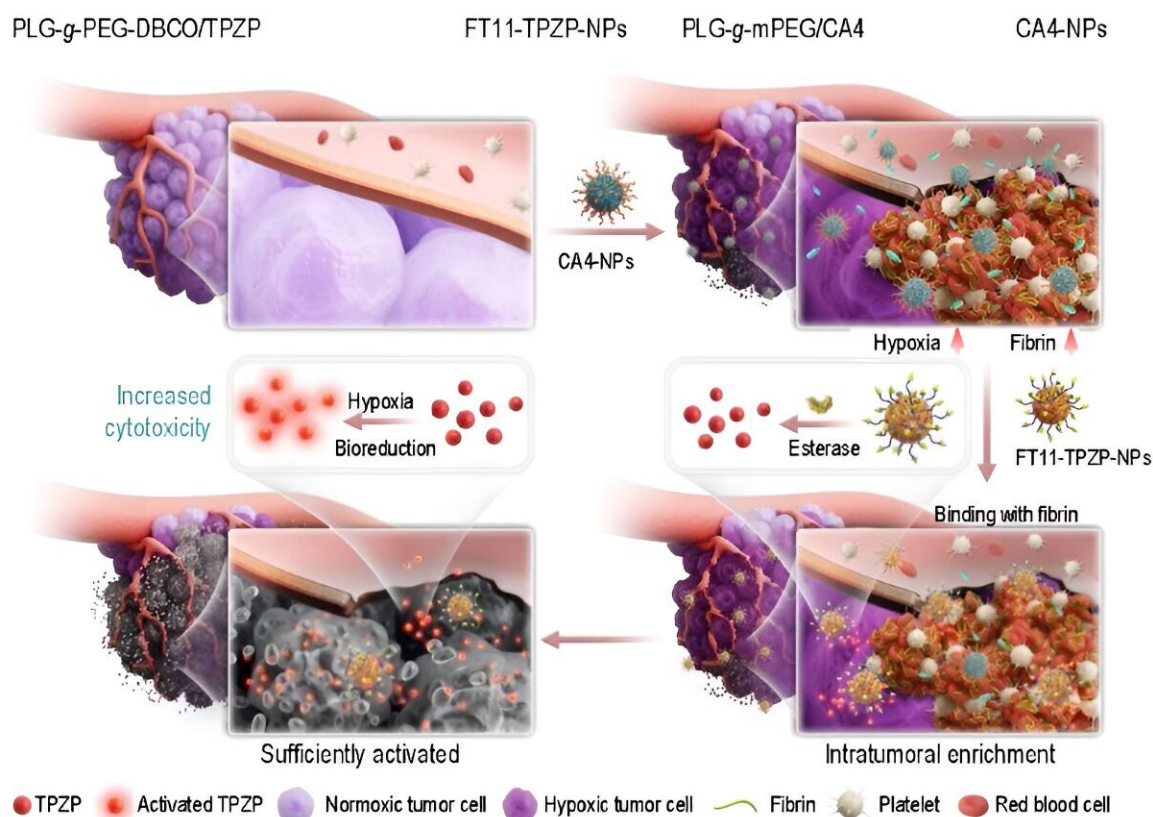 PLG-g-PEG-DBCO/TPZP FT11-TPZP-NPs PLG-g-mPEG/CA4 CA4-NPs
CA4-NPs
Hypoxia Fibrin
Increased
cytotoxicity
Hypoxia
Bioreduction
Esterase
FT11-TPZP-NPs
Binding with fibrin
Sufficiently activated
Intratumoral enrichment
TPZP Activated TPZP Normoxic tumor cell Hypoxic tumor cell Fibrin Platelet Red blood cell